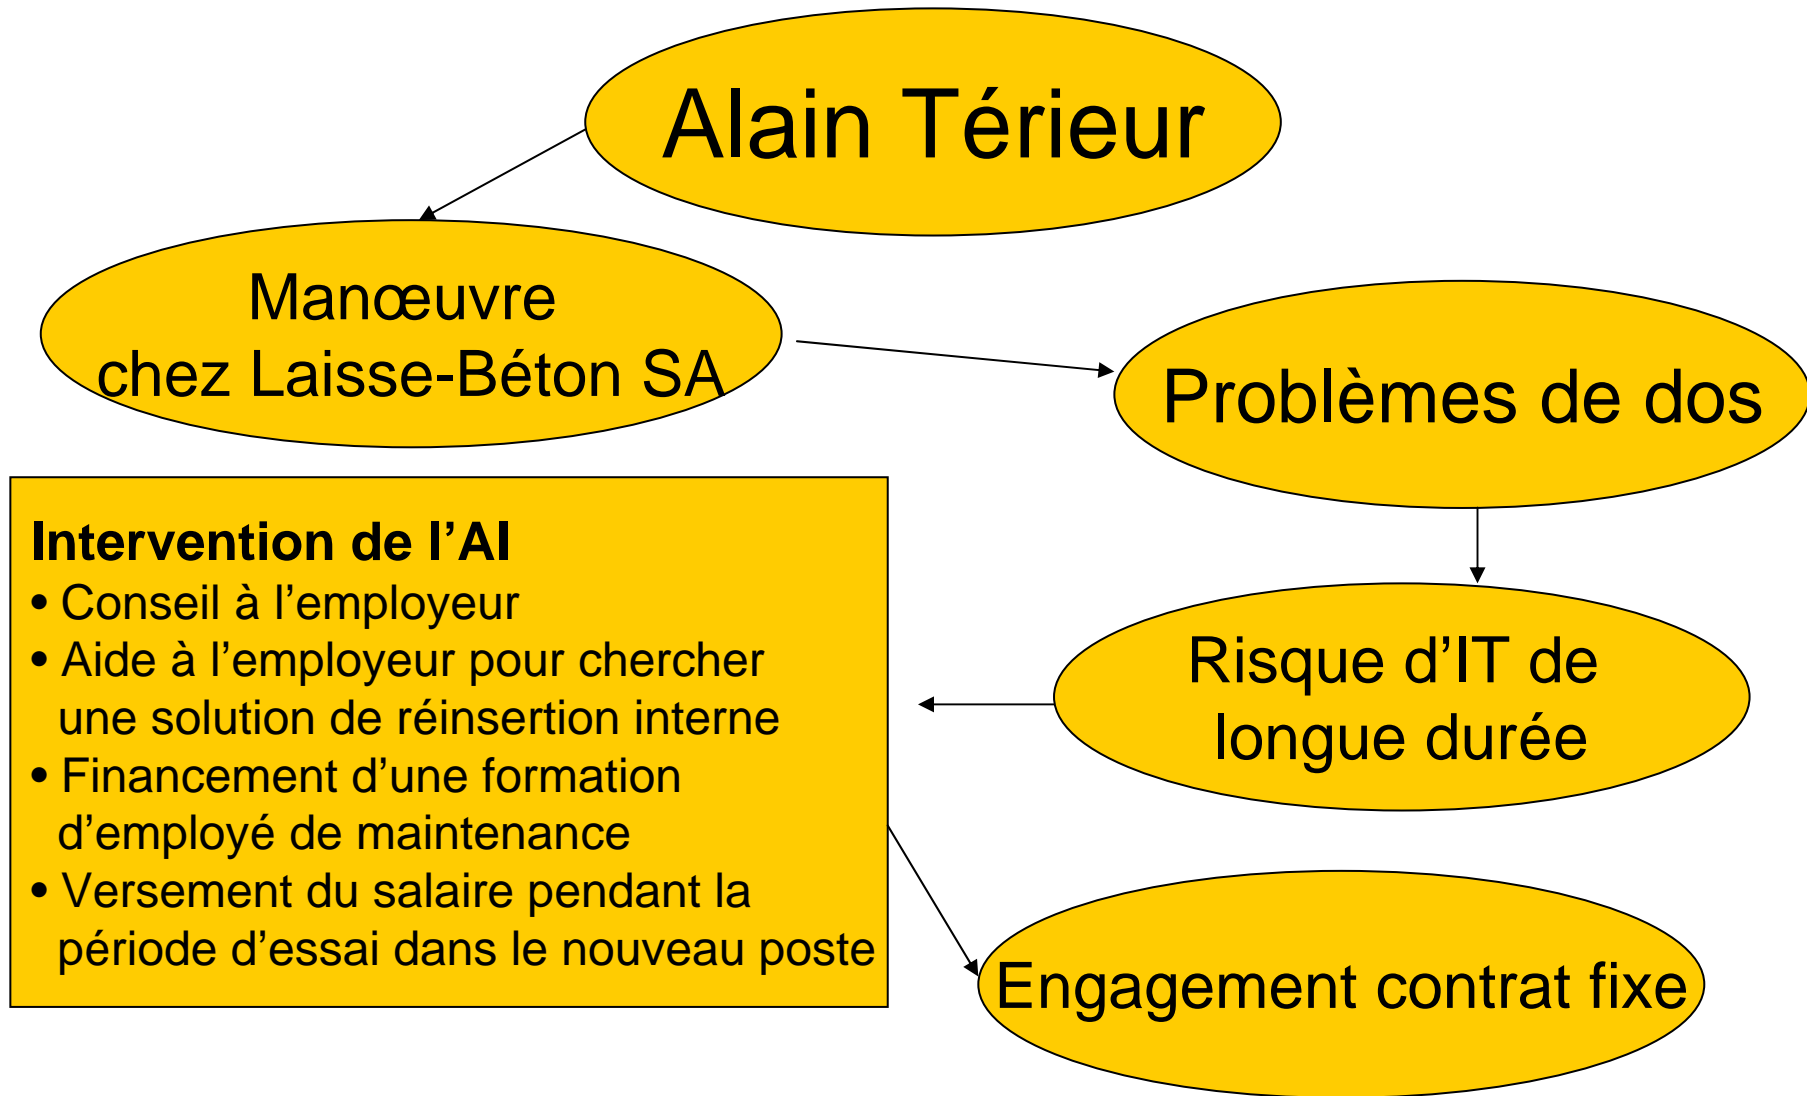 Alain Térieur
Manœuvre
chez Laisse-Béton SA
Problèmes de dos
Risque d’IT de
longue durée
Intervention de l’AI
• Conseil à l’employeur
• Aide à l’employeur pour chercher
une solution de réinsertion interne
• Financement d’une formation
d’employé de maintenance
• Versement du salaire pendant la
période d’essai dans le nouveau poste
Engagement contrat fixe